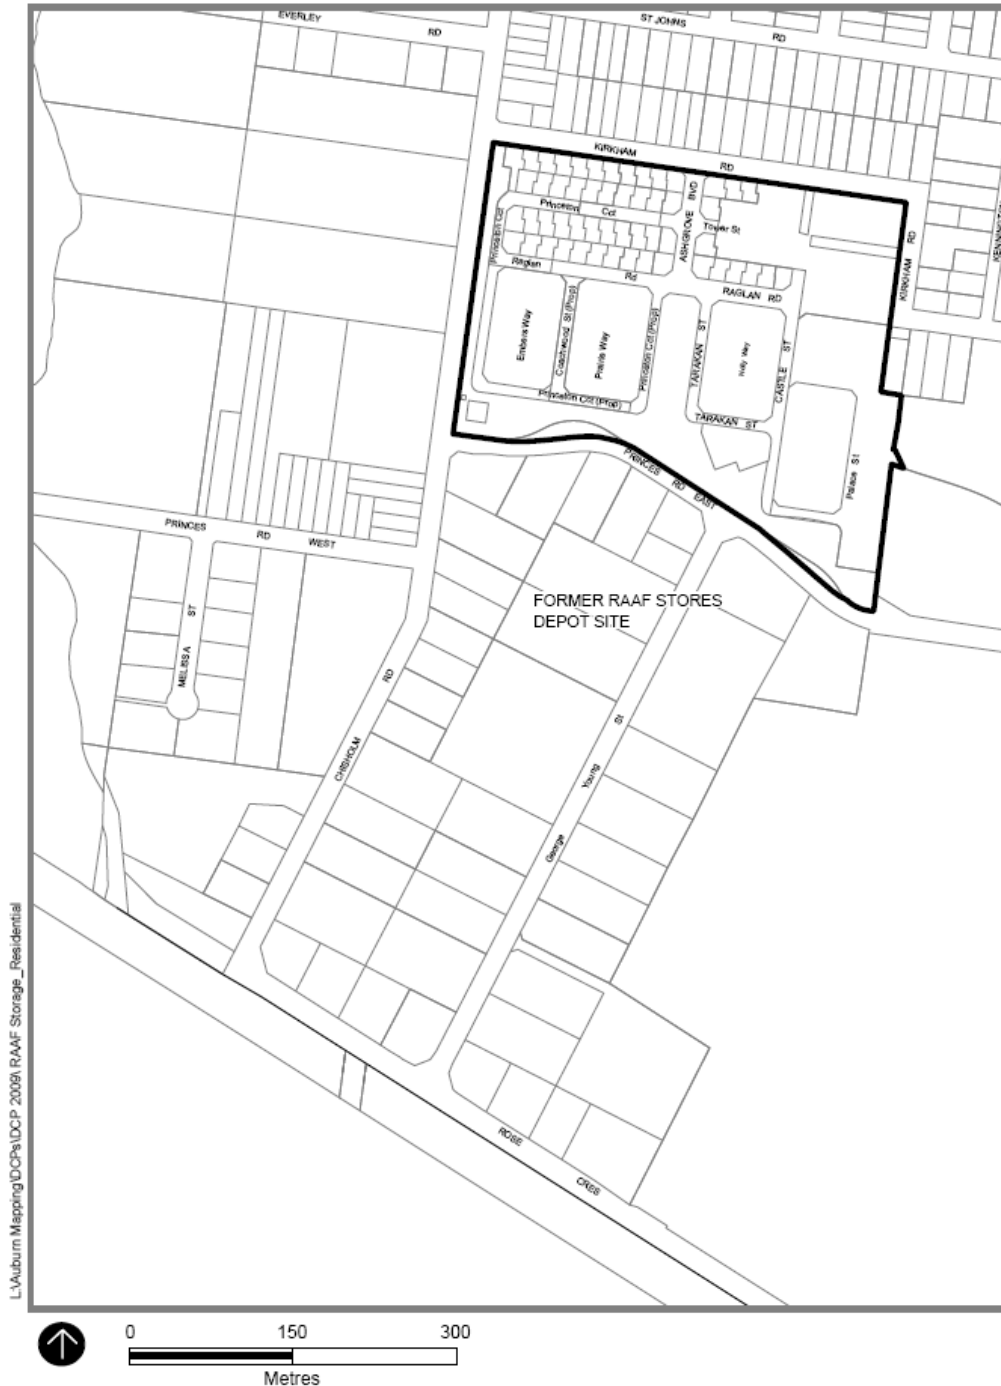 EVERLEY
RD
ST JOHNS
RD
KIRKHAM
RD
Princeton
Cct
ASHGROVE BVD
Tower St
Princeton Cct
Raglan
Rd
RAGLAN RD
KIRKHAM RD
KENNINGTON
Embers Way
Coachwood St (Prop)
Prairie Way
Princeton Cct (Prop)
TARAKAN ST
CASTLE ST
Princeton Cct (Prop)
TARAKAN ST
Palace St
PRINCES
RD
EAST
PRINCES
RD
WEST
MELISSA
ST
FORMER RAAF STORES
DEPOT SITE
CHISHOLM
RD
George
Young
St
ROSE
CRES
L:\Auburn Mapping\DCPs\DCP 2009\ RAAF Storage_Residential
0 150 300
Metres